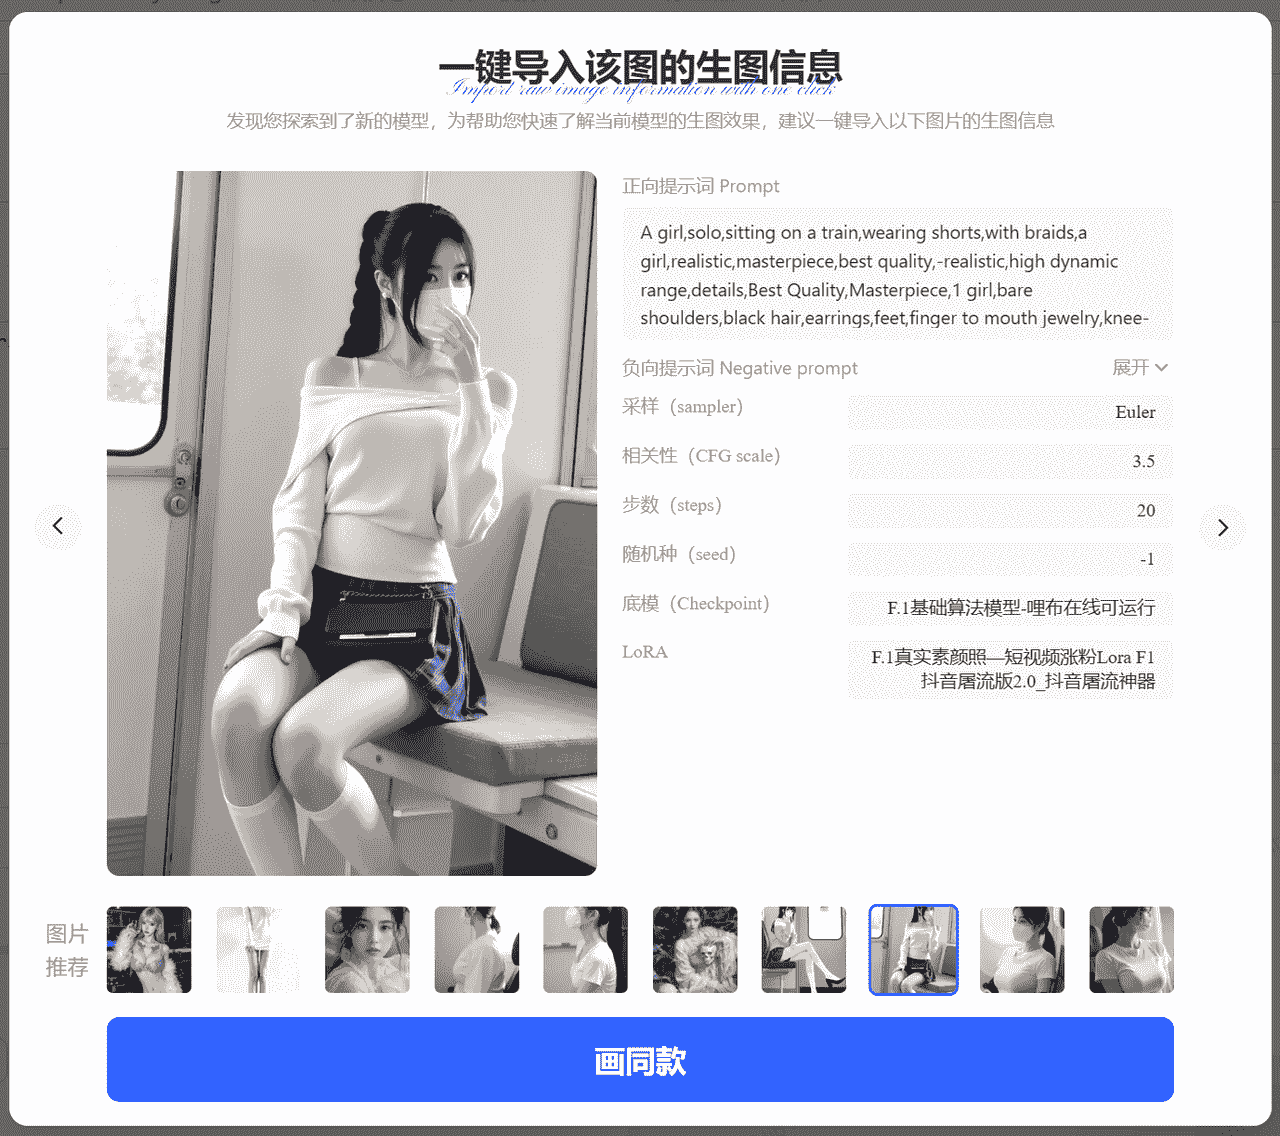 一键导入该图的生图信息
Import raw image information with one click
发现您探索到了新的模型，为帮助您快速了解当前模型的生图效果，建议一键导入以下图片的生图信息
正向提示词 Prompt
A girl,solo,sitting on a train,wearing shorts,with braids,a
girl,realistic,masterpiece,best quality,-realistic,high dynamic
range,details,Best Quality,Masterpiece,1 girl,bare
shoulders,black hair,earrings,feet,finger to mouth jewelry,knee-
负向提示词 Negative prompt
展开
采样（sampler）
Euler
相关性（CFG scale）
3.5
步数（steps）
20
随机种（seed）
-1
底模（Checkpoint）
F.1基础算法模型-哩布在线可运行
LoRA
F.1真实素颜照—短视频涨粉Lora F1
抖音屠流版2.0_抖音屠流神器
图片
推荐
画同款